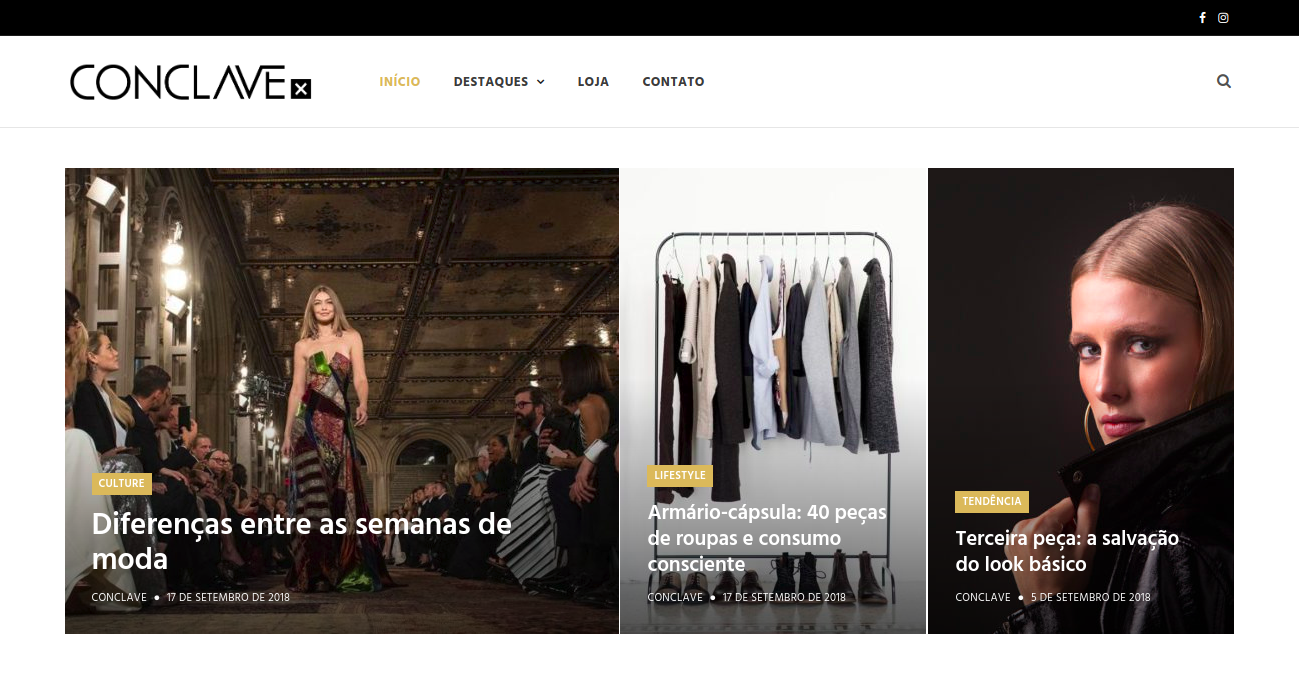 CONCLAVE
INÍCIO
DESTAQUES
LOJA
CONTATO
CULTURE
Diferenças entre as semanas de
moda
CONCLAVE ● 17 DE SETEMBRO DE 2018
LIFESTYLE
Armário-cápsula: 40 peças
de roupas e consumo
consciente
CONCLAVE ● 17 DE SETEMBRO DE 2018
TENDÊNCIA
Terceira peça: a salvação
do look básico
CONCLAVE ● 5 DE SETEMBRO DE 2018